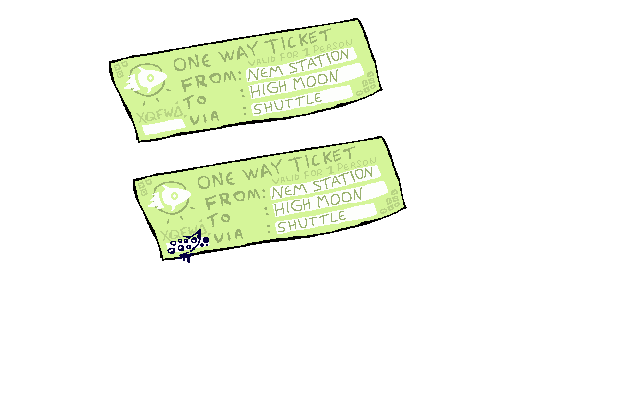 ONE WAY TICKET
VALID FOR 1 PERSON
FROM: NEM STATION
TO : HIGH MOON
VIA : SHUTTLE
ONE WAY TICKET
VALID FOR 1 PERSON
FROM: NEM STATION
TO : HIGH MOON
VIA : SHUTTLE